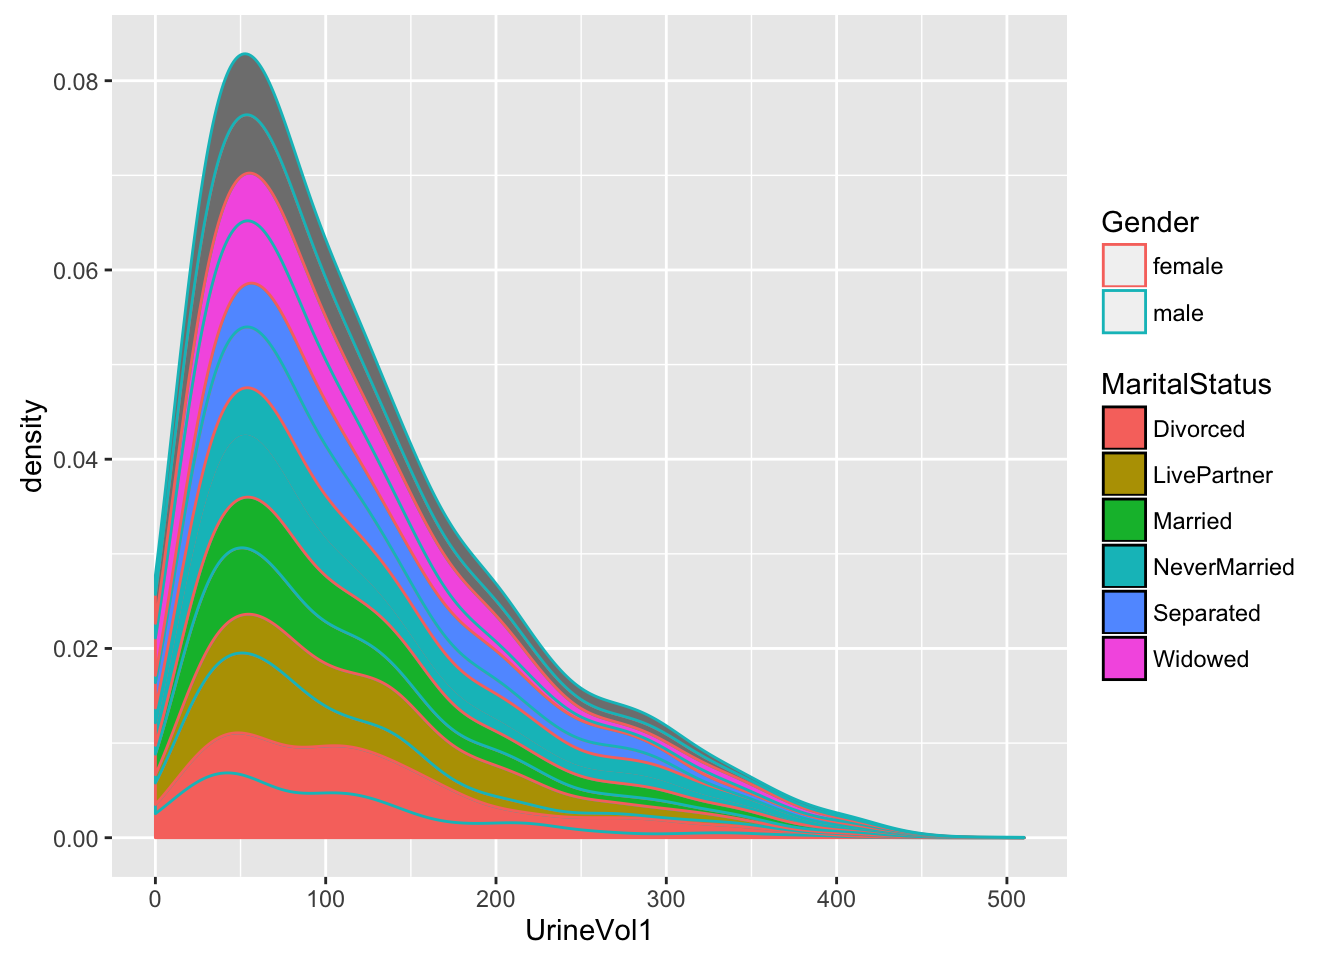 density
0.08
0.06
0.04
0.02
0.00
0 100 200 300 400 500
UrineVol1
Gender
female
male
MaritalStatus
Divorced
LivePartner
Married
NeverMarried
Separated
Widowed